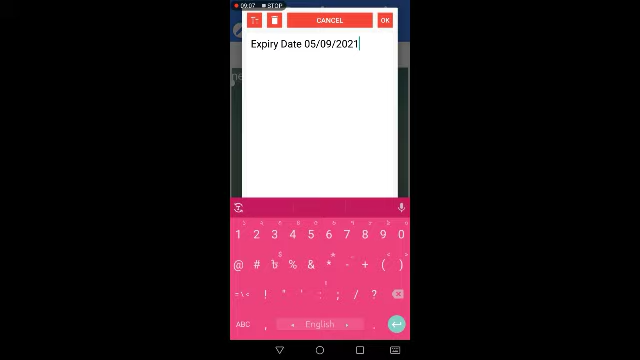 09:07 STOP
CANCEL
OK
Expiry Date 05/09/2021
1 2 3 4 5 6 7 8 9 0
@ # ৳ % & * - + ( )
= \ < ! " ' : ; / ?
ABC , English .